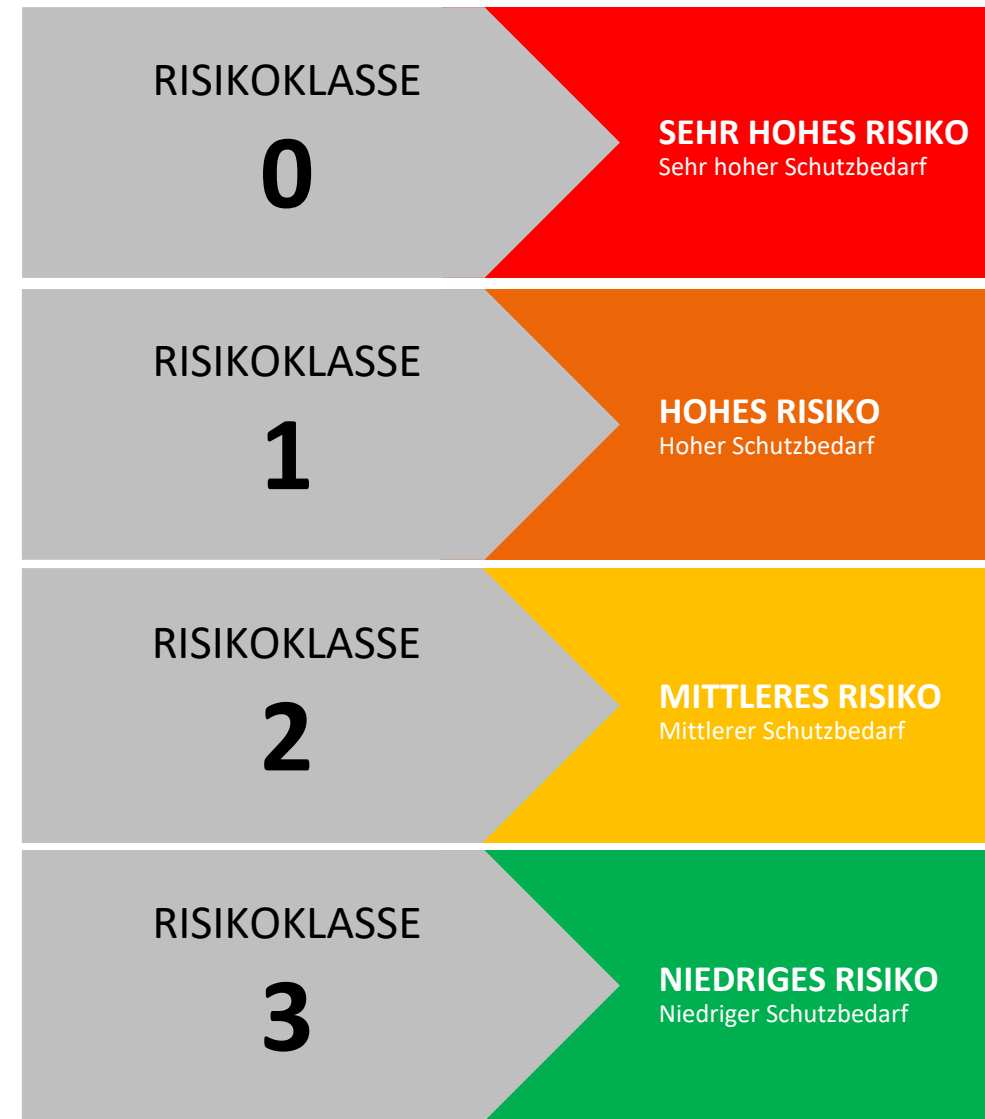 RISIKOKLASSE
0
SEHR HOHES RISIKO
Sehr hoher Schutzbedarf
RISIKOKLASSE
1
HOHES RISIKO
Hoher Schutzbedarf
RISIKOKLASSE
2
MITTLERES RISIKO
Mittlerer Schutzbedarf
RISIKOKLASSE
3
NIEDRIGES RISIKO
Niedriger Schutzbedarf